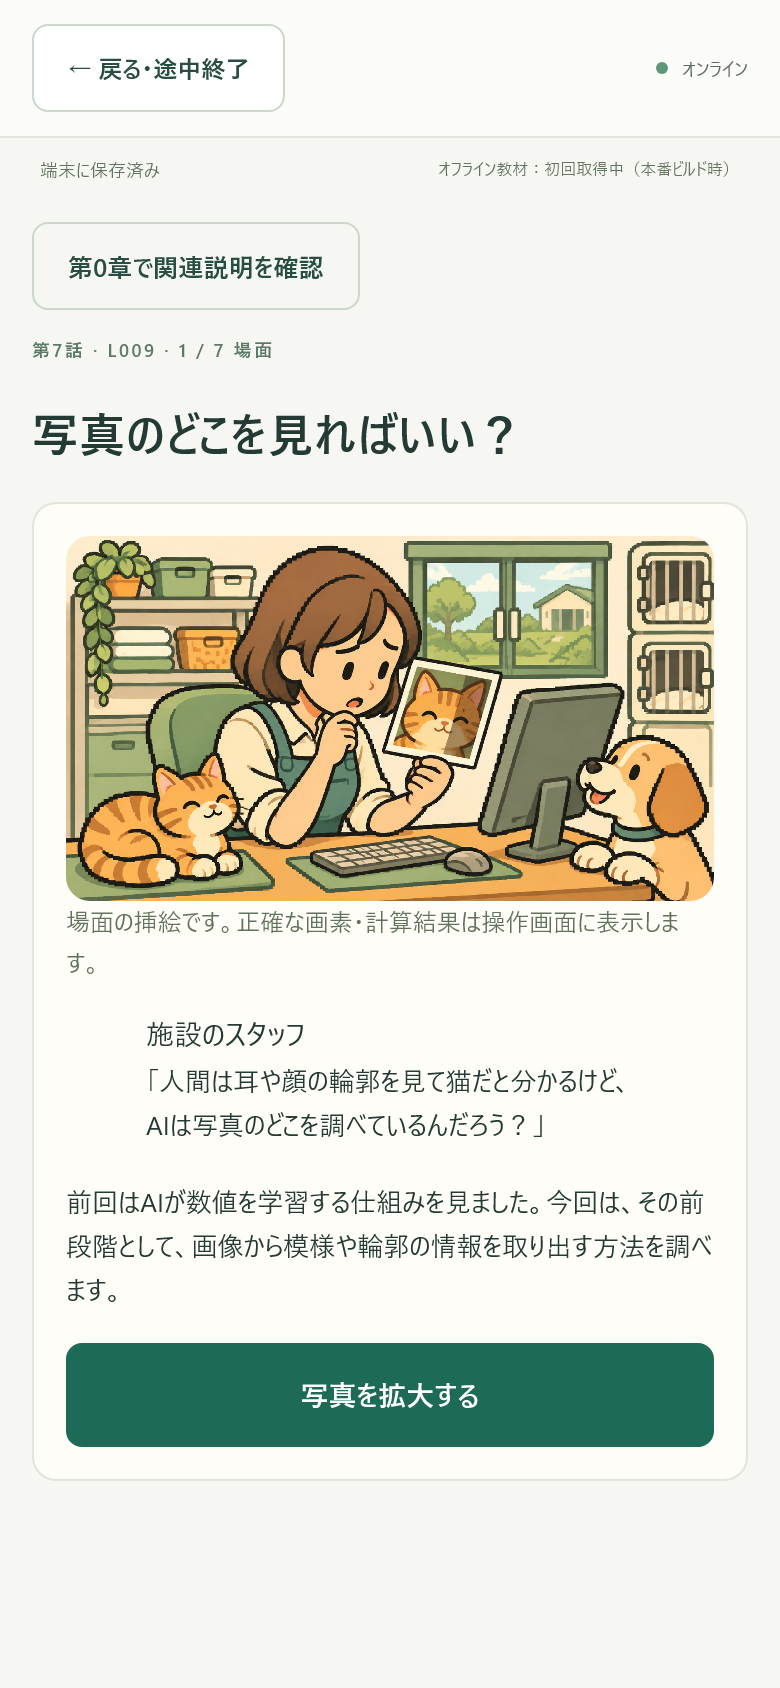 ← 戻る・途中終了
オンライン
端末に保存済み
オフライン教材：初回取得中（本番ビルド時）
第0章で関連説明を確認
第7話 · L009 · 1 / 7 場面
写真のどこを見ればいい？
場面の挿絵です。正確な画素・計算結果は操作画面に表示しま
す。
施設のスタッフ
「人間は耳や顔の輪郭を見て猫だと分かるけど、
AIは写真のどこを調べているんだろう？」
前回はAIが数値を学習する仕組みを見ました。今回は、その前
段階として、画像から模様や輪郭の情報を取り出す方法を調べ
ます。
写真を拡大する